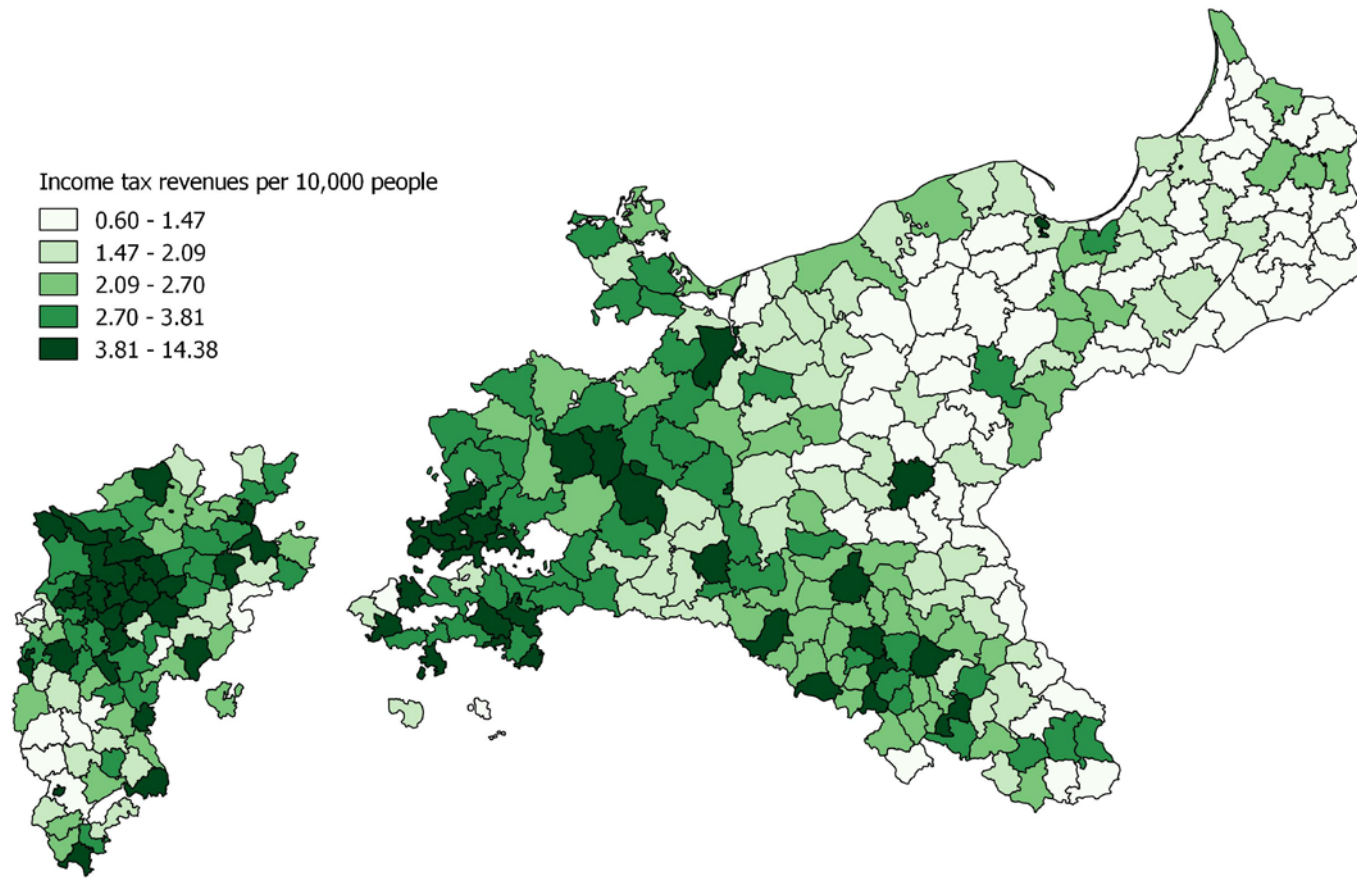 Income tax revenues per 10,000 people
0.60 - 1.47
1.47 - 2.09
2.09 - 2.70
2.70 - 3.81
3.81 - 14.38